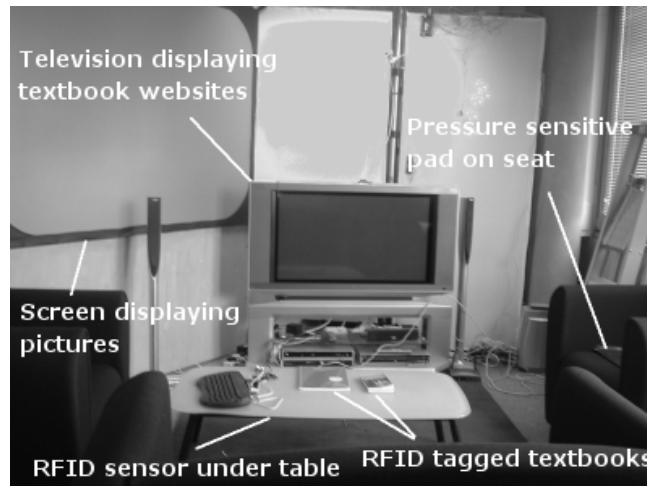 Television displaying
textbook websites
Pressure sensitive
pad on seat
Screen displaying
pictures
RFID sensor under table
RFID tagged textbooks